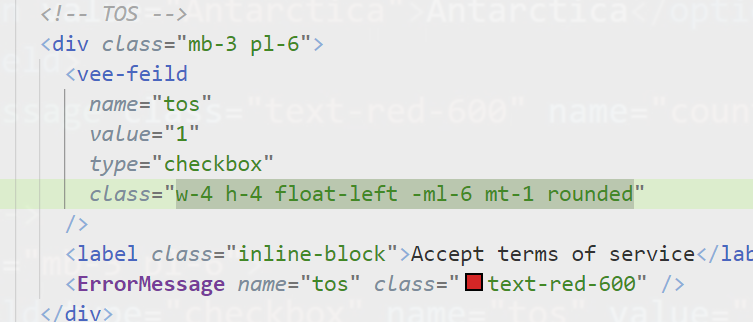 <!-- TOS -->
<div class="mb-3 pl-6">
<vee-feild
name="tos"
value="1"
type="checkbox"
class="w-4 h-4 float-left -ml-6 mt-1 rounded"
/>
<label class="inline-block">Accept terms of service</lab
<ErrorMessage name="tos" class="text-red-600" />
</div>